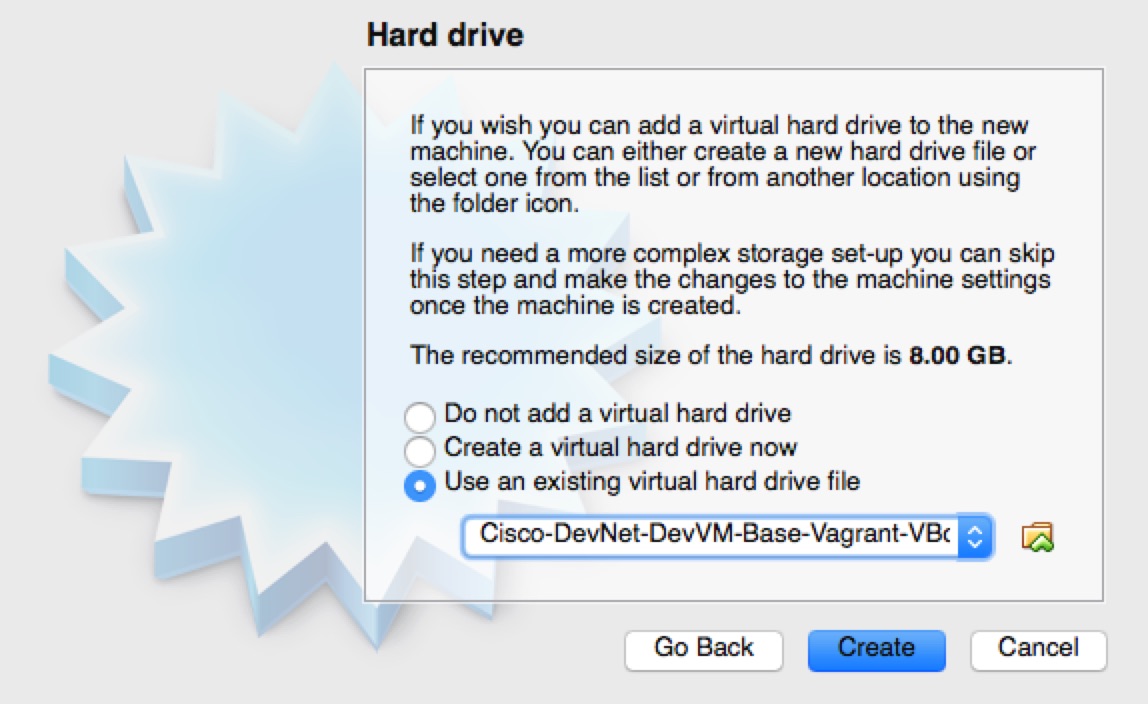 Hard drive
If you wish you can add a virtual hard drive to the new
machine. You can either create a new hard drive file or
select one from the list or from another location using
the folder icon.
If you need a more complex storage set-up you can skip
this step and make the changes to the machine settings
once the machine is created.
The recommended size of the hard drive is 8.00 GB.
Do not add a virtual hard drive
Create a virtual hard drive now
Use an existing virtual hard drive file
Cisco-DevNet-DevVM-Base-Vagrant-VBo
Go Back
Create
Cancel